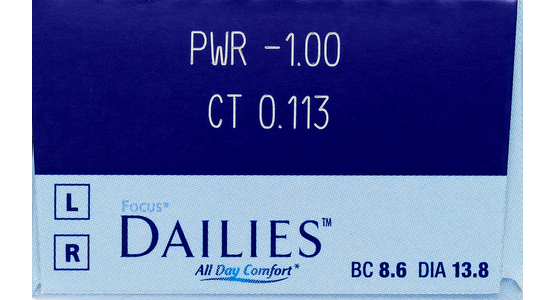 PWR -1.00
CT 0.113
L
R
Focus®
DAILIES™
All Day Comfort*
BC 8.6 DIA 13.8